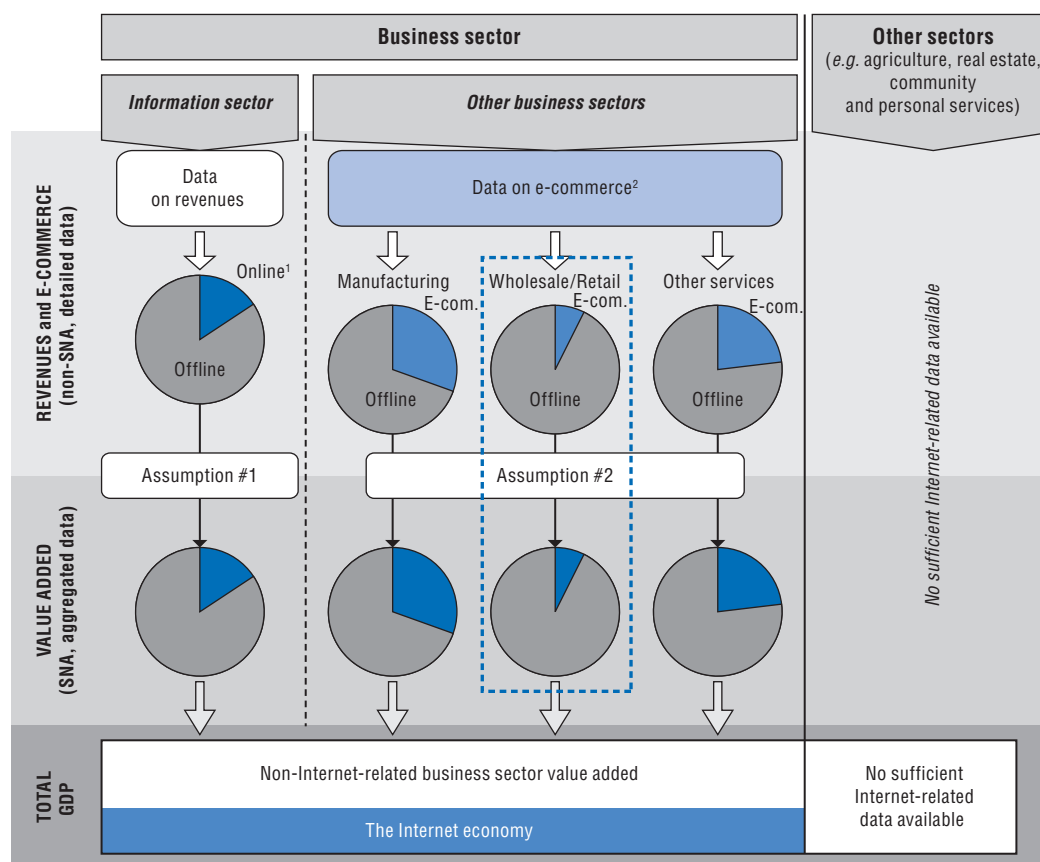 Business sector
Other sectors
(e.g. agriculture, real estate,
community
and personal services)
Information sector
Other business sectors
REVENUES and E-COMMERCE
(non-SNA, detailed data)
Data
on revenues
Data on e-commerce²
Online¹
Offline
Manufacturing
E-com.
Offline
Wholesale/Retail
E-com.
Offline
Other services
E-com.
Offline
No sufficient Internet-related data available
Assumption #1
Assumption #2
VALUE ADDED
(SNA, aggregated data)
TOTAL
GDP
Non-Internet-related business sector value added
The Internet economy
No sufficient
Internet-related
data available